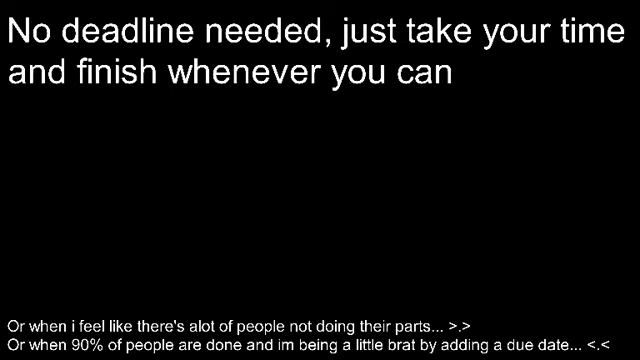 No deadline needed, just take your time
and finish whenever you can
Or when i feel like there's alot of people not doing their parts... >.>
Or when 90% of people are done and im being a little brat by adding a due date... <.<